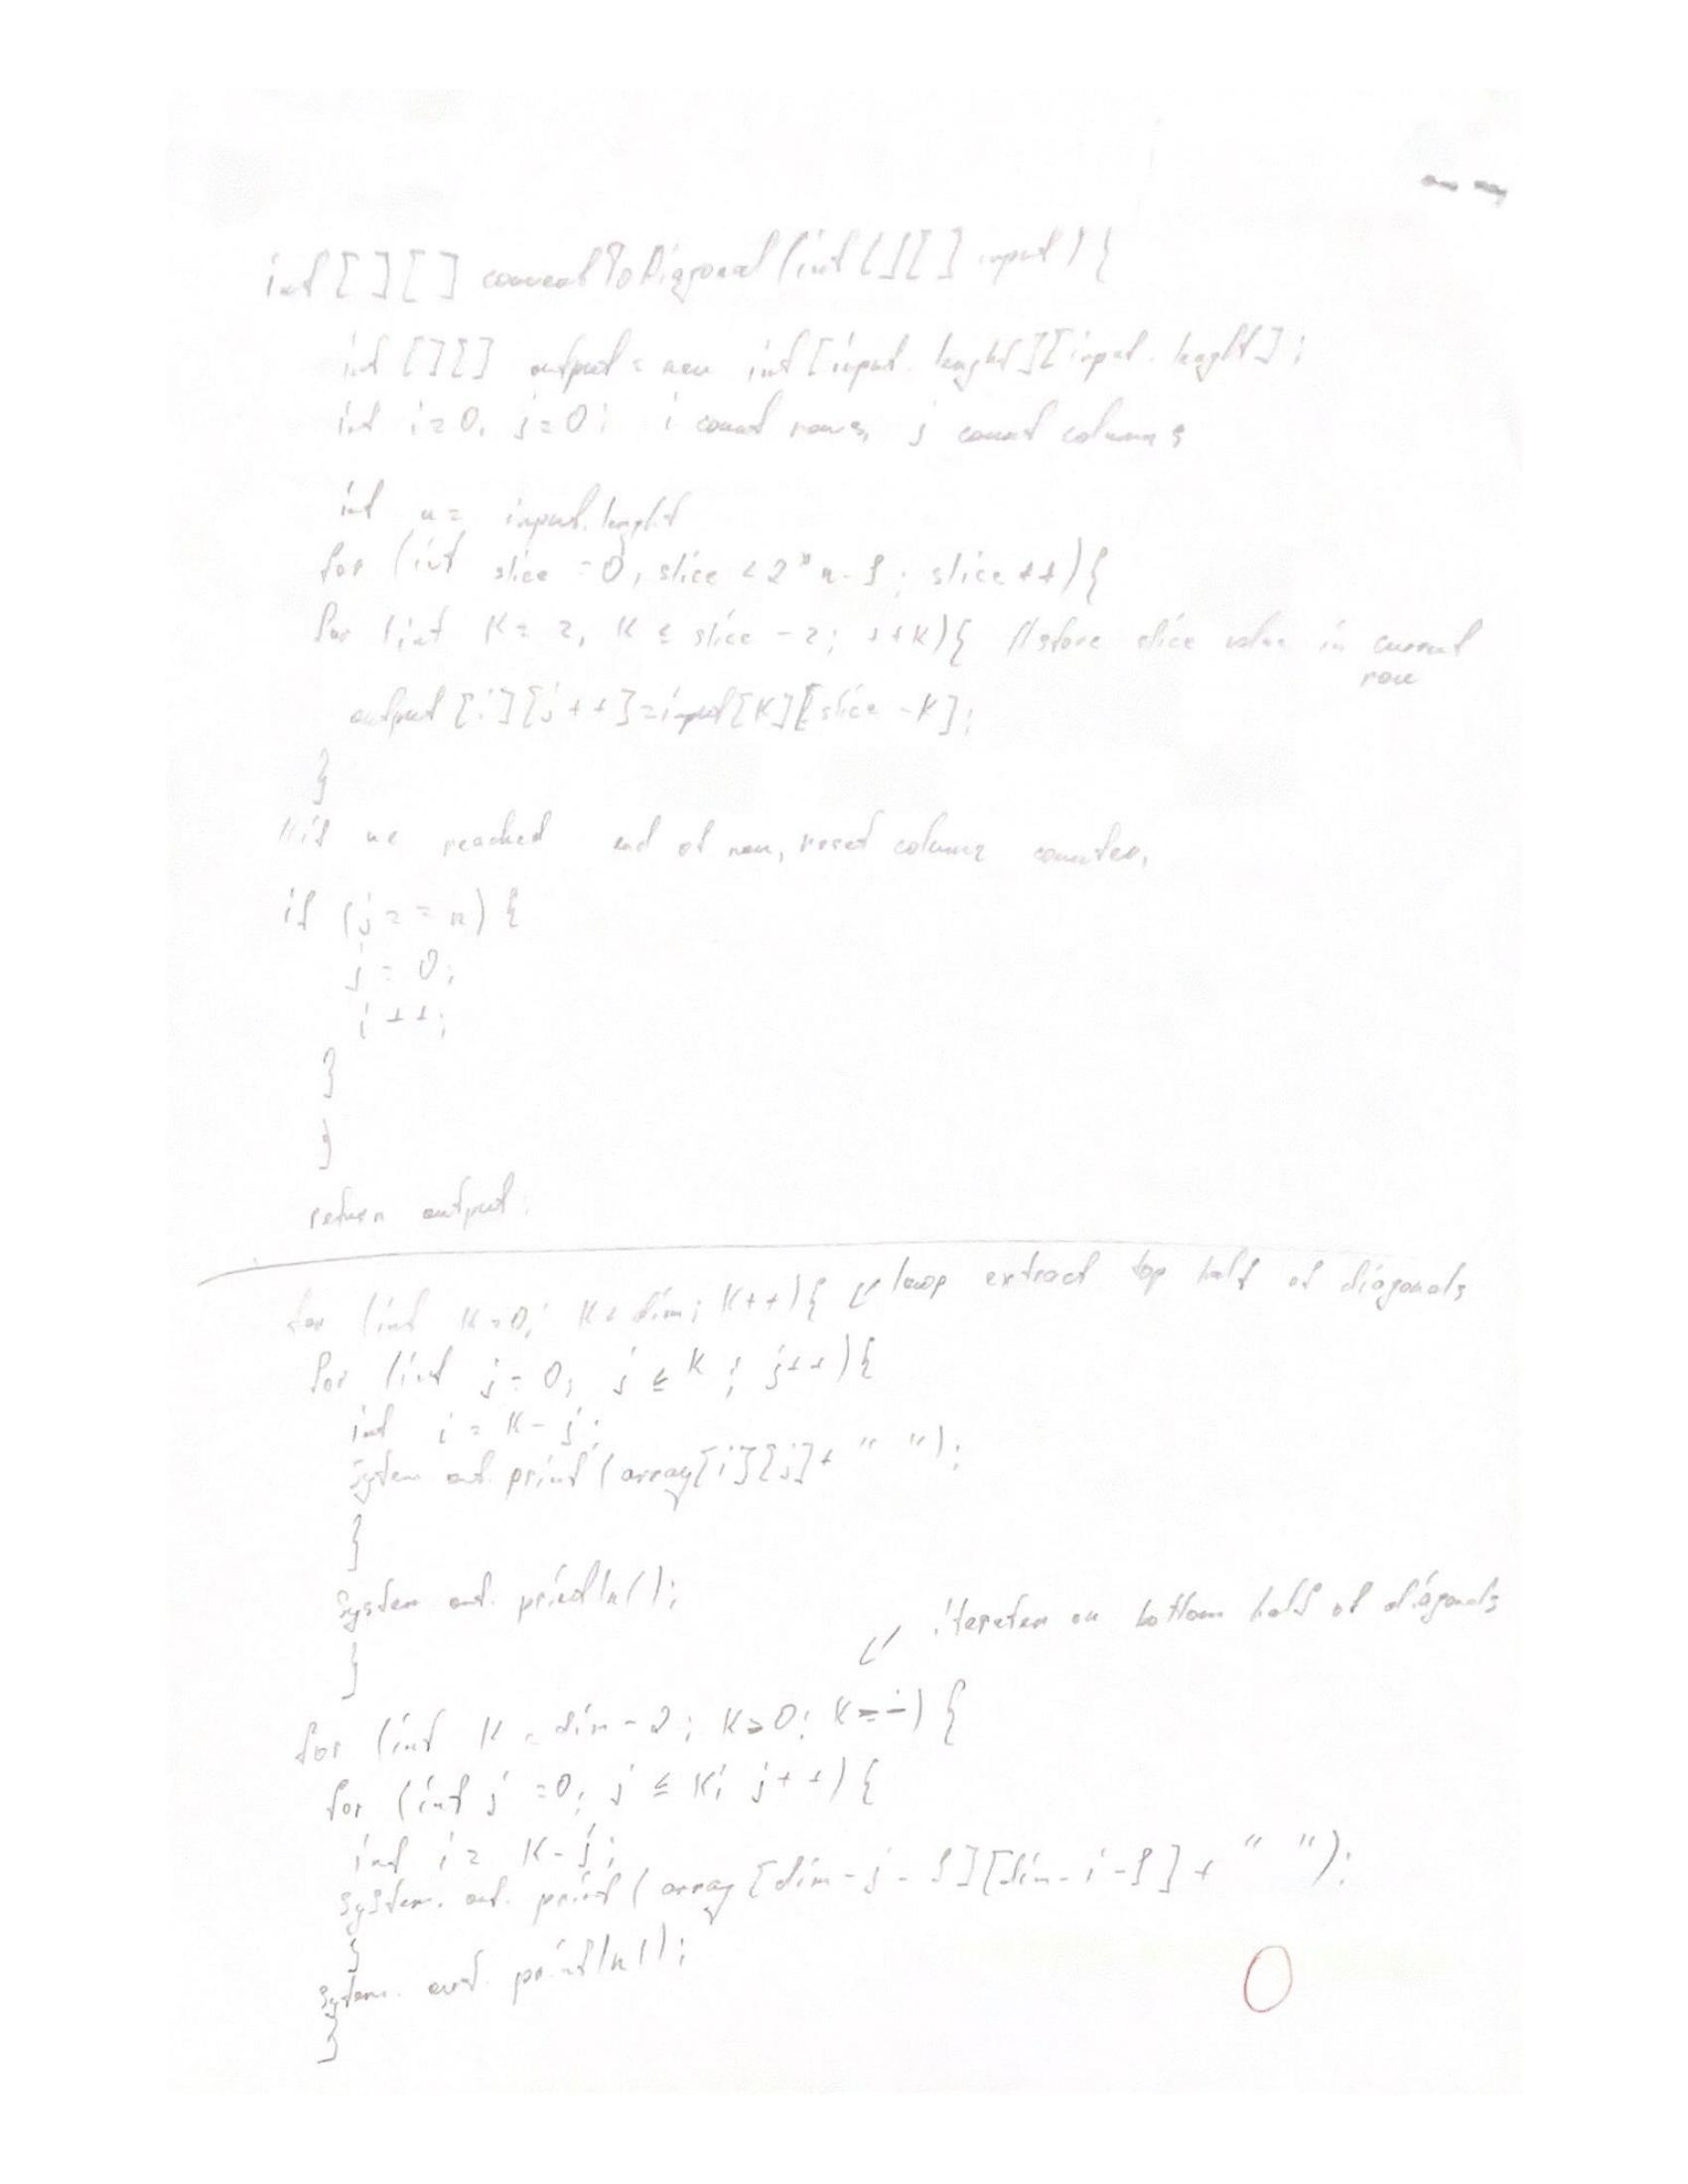 int [ ] [ ] convertToDiagonal (int [ ] [ ] input) {
int [ ] [ ] output = new int [input. lenght] [input. lenght] ;
int i=0, j=0; i count rows, j count columns
int n = input.lenght
for (int slice = 0, slice < 2*n-1 ; slice ++) {
for (int k = z, k ≤ slice - z; ++k) { // store slice value in current
row
output [i] [j++] = input [k] [slice - k];
}
// if we reached end of row, reset column counter,
if (j == n) {
j = 0;
i ++;
}
}
return output;
for (int k=0; k < dim; k++) { loop extract top half of diagonals
for (int j = 0; j ≤ k ; j++) {
int i = k - j;
System out. print (array[i][j] + " ");
}
System out. println();
}
iteration on bottom half of diagonals
for (int k = dim - 2; k ≥ 0; k --) {
for (int j = 0; j ≤ k; j++) {
int i = k - j;
System. out. print ( array [dim - j - 1] [dim - i - 1] + " ");
}
System. out. println();
}
0